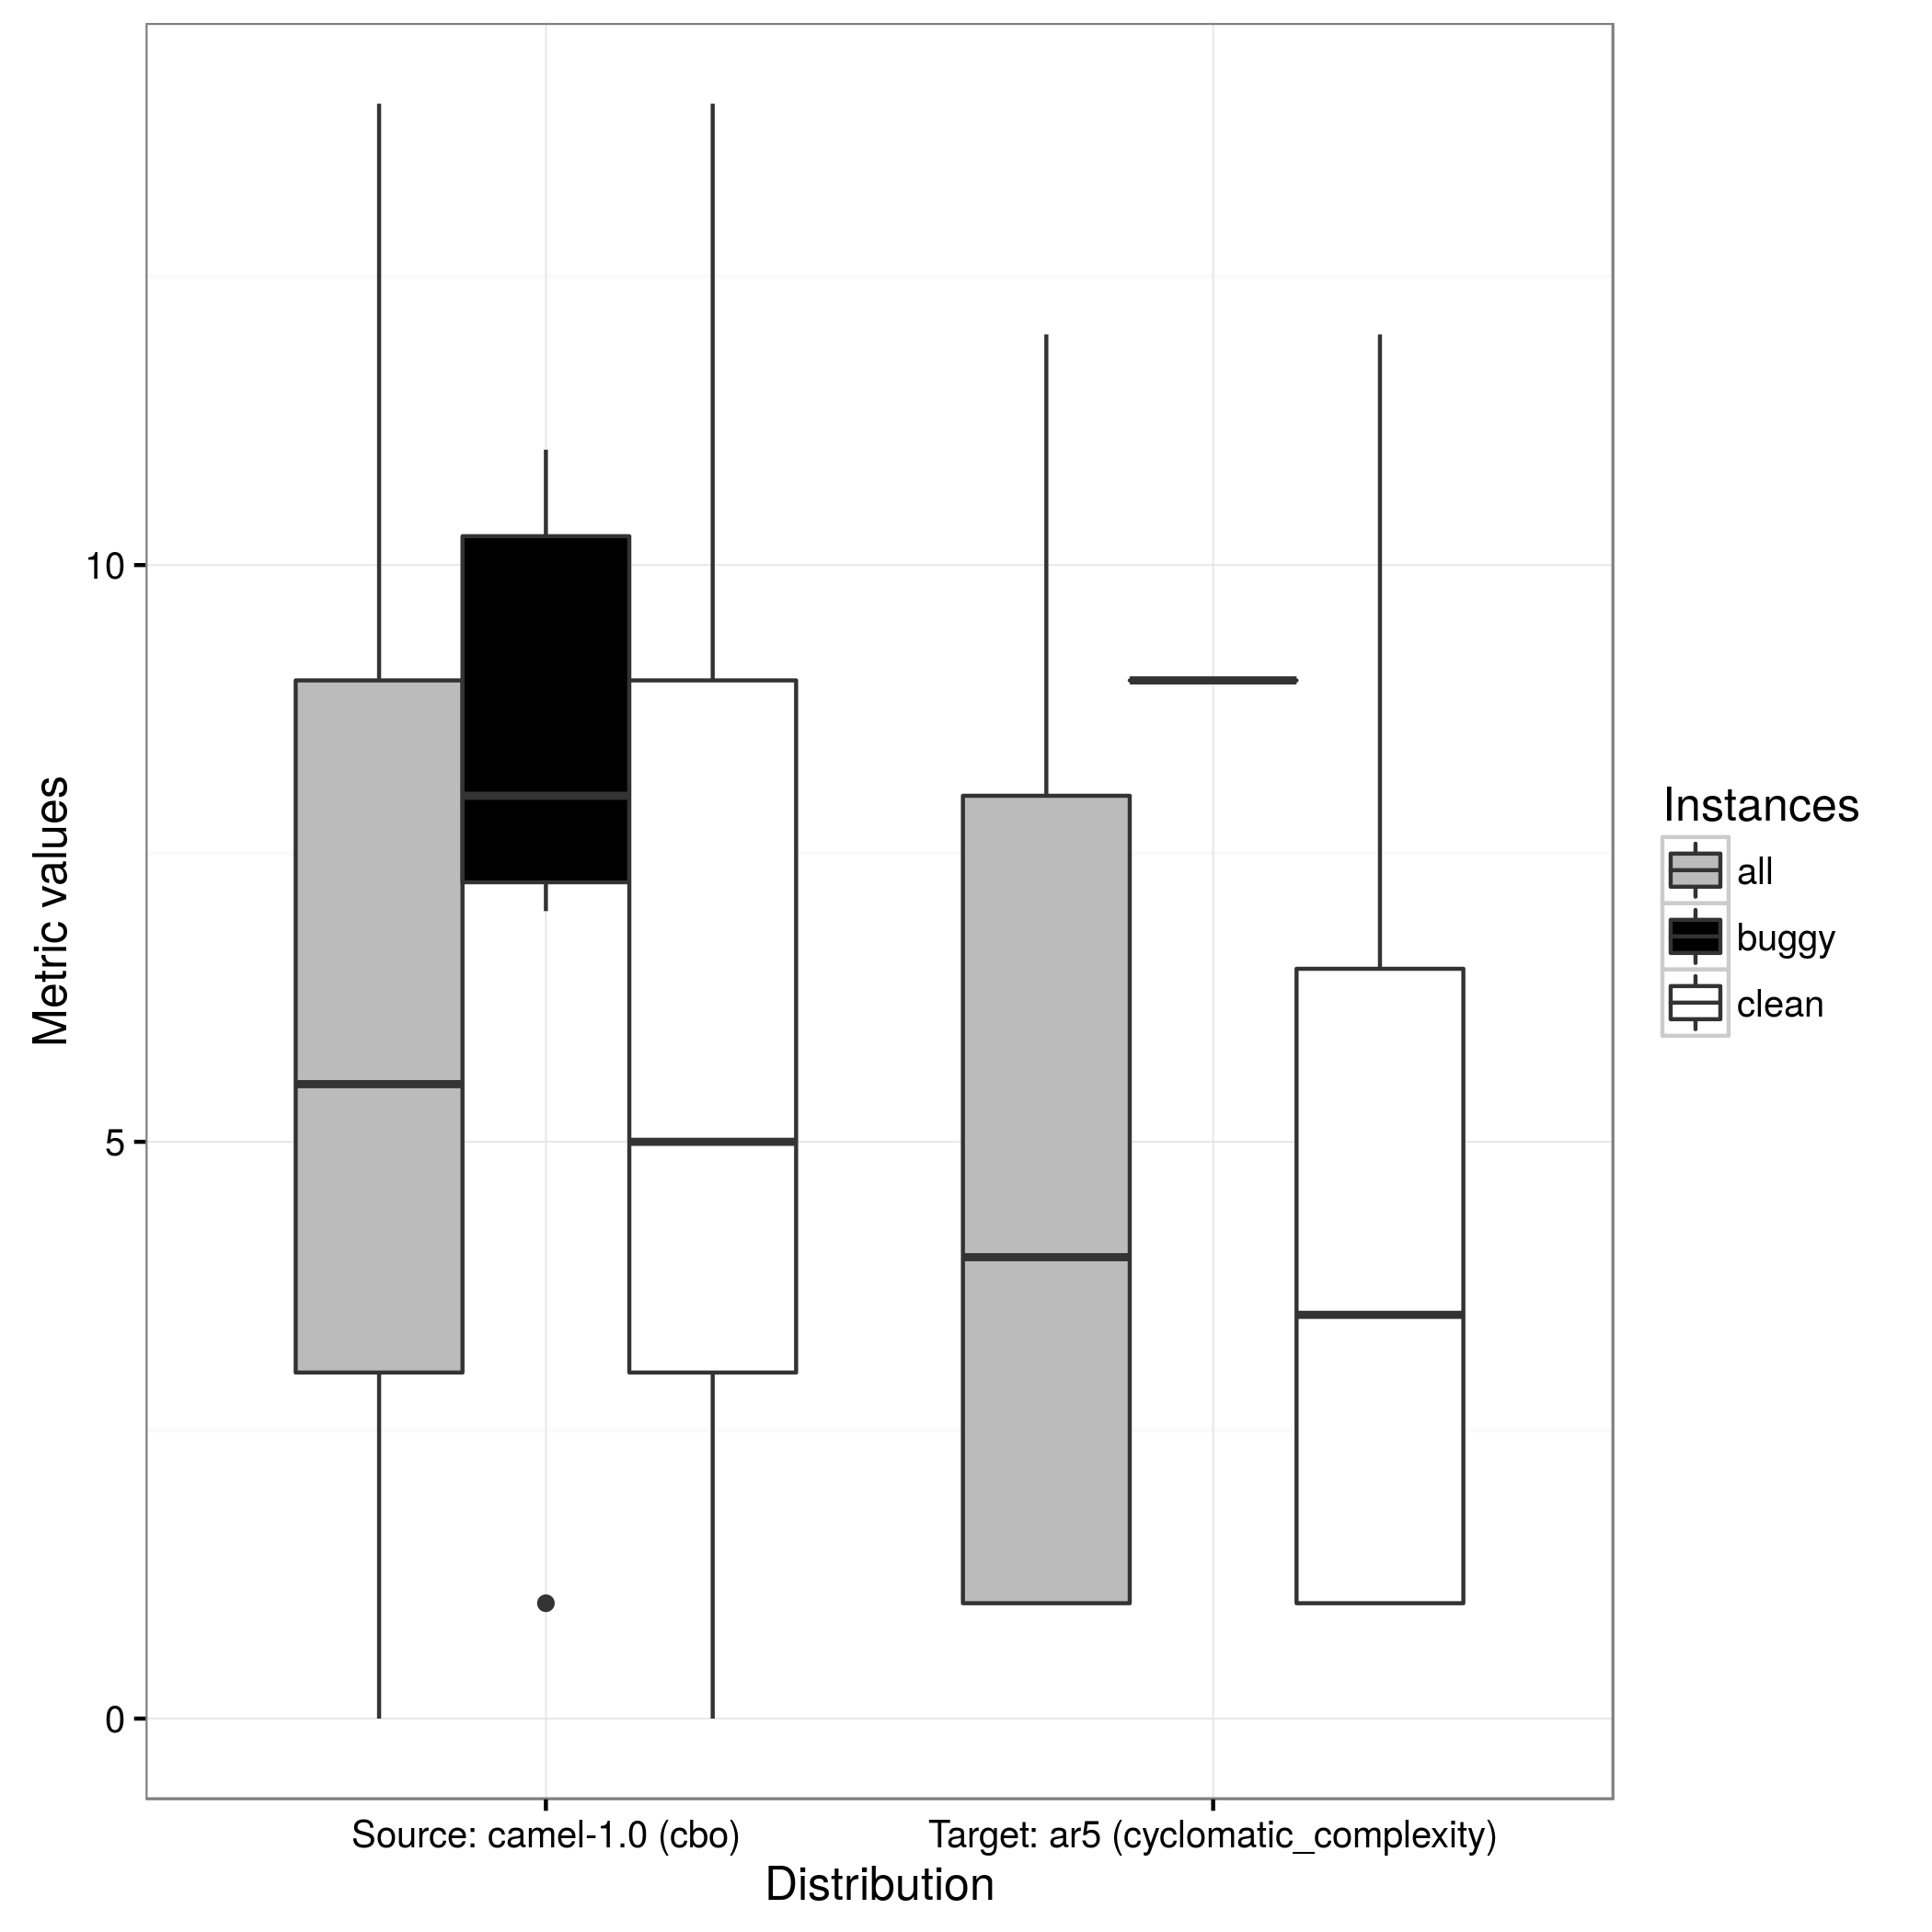 Metric values
10
5
0
Source: camel-1.0 (cbo)
Target: ar5 (cyclomatic_complexity)
Distribution
Instances
all
buggy
clean